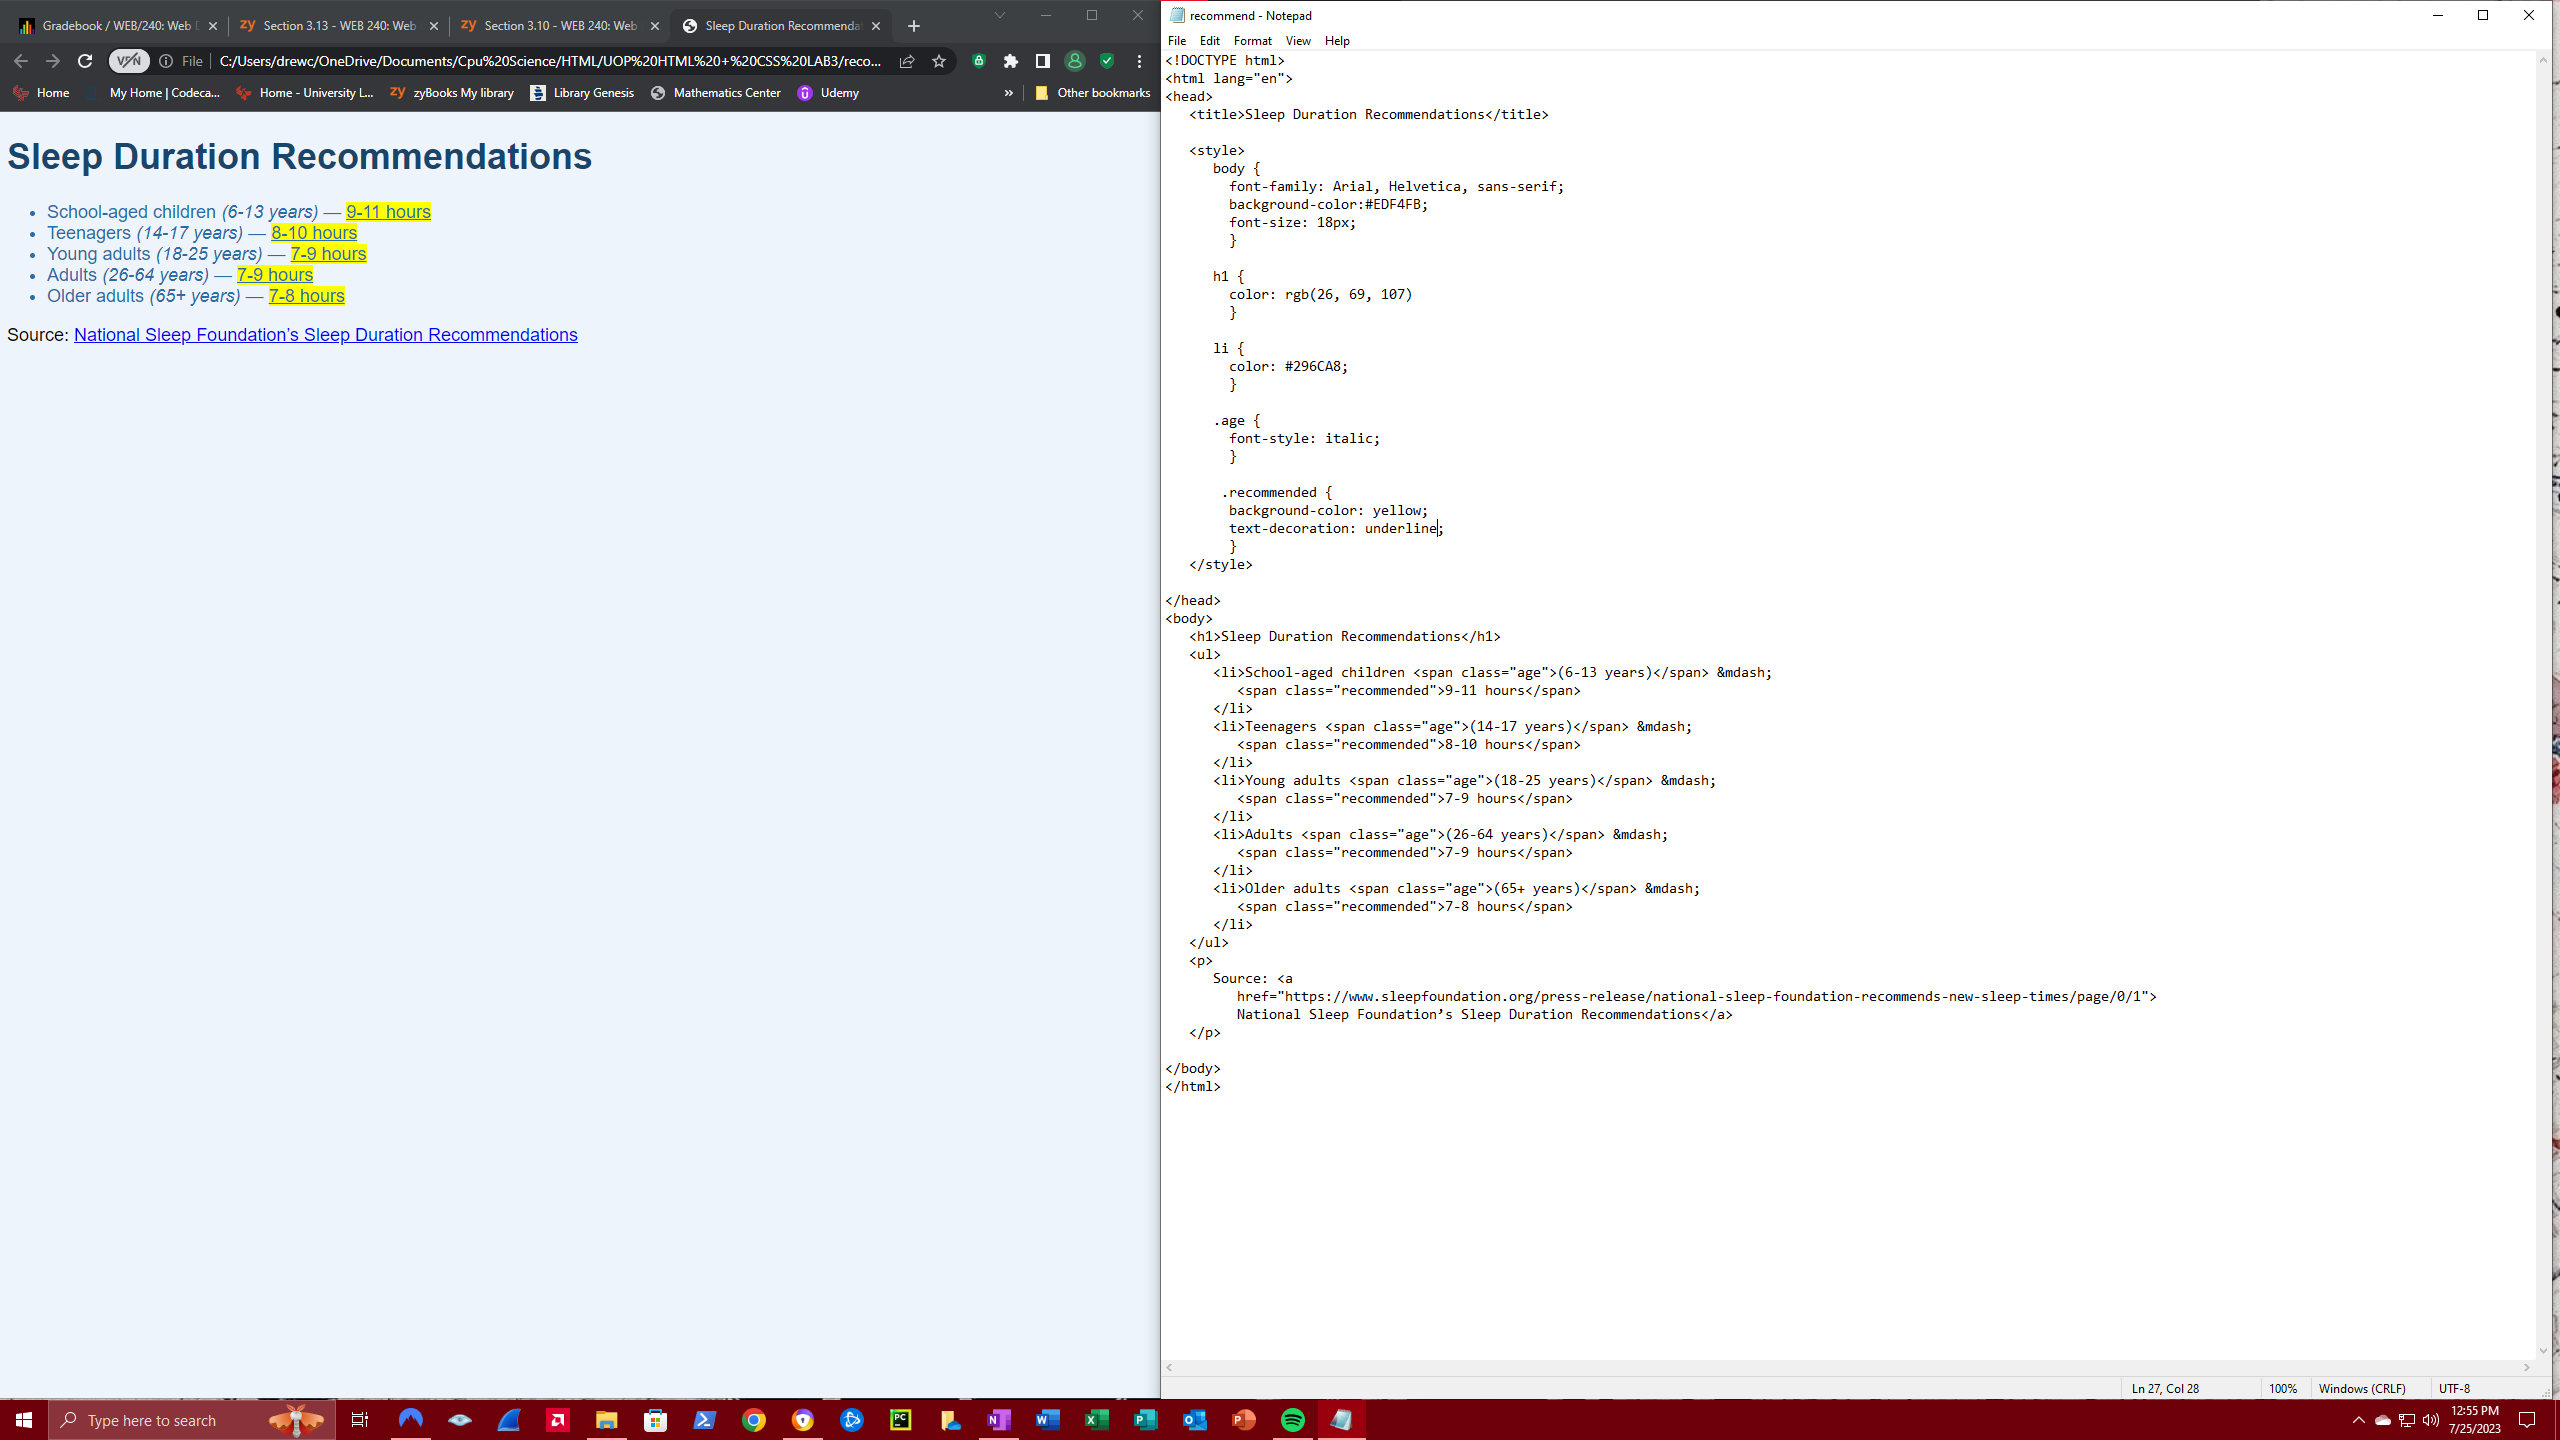 Gradebook / WEB/240: Web D
Section 3.13 - WEB 240: Web
Section 3.10 - WEB 240: Web
Sleep Duration Recommenda
VPN
File
C:/Users/drewc/OneDrive/Documents/Cpu%20Science/HTML/UOP%20HTML%20+%20CSS%20LAB3/reco...
Home
My Home | Codeca...
Home - University L...
zyBooks My library
Library Genesis
Mathematics Center
Udemy
»
Other bookmarks
Sleep Duration Recommendations
• School-aged children (6-13 years) — 9-11 hours
• Teenagers (14-17 years) — 8-10 hours
• Young adults (18-25 years) — 7-9 hours
• Adults (26-64 years) — 7-9 hours
• Older adults (65+ years) — 7-8 hours
Source: National Sleep Foundation’s Sleep Duration Recommendations
recommend - Notepad
File Edit Format View Help
<!DOCTYPE html>
<html lang="en">
<head>
<title>Sleep Duration Recommendations</title>
<style>
body {
font-family: Arial, Helvetica, sans-serif;
background-color:#EDF4FB;
font-size: 18px;
}
h1 {
color: rgb(26, 69, 107)
}
li {
color: #296CA8;
}
.age {
font-style: italic;
}
.recommended {
background-color: yellow;
text-decoration: underline;
}
</style>
</head>
<body>
<h1>Sleep Duration Recommendations</h1>
<ul>
<li>School-aged children <span class="age">(6-13 years)</span> &mdash;
<span class="recommended">9-11 hours</span>
</li>
<li>Teenagers <span class="age">(14-17 years)</span> &mdash;
<span class="recommended">8-10 hours</span>
</li>
<li>Young adults <span class="age">(18-25 years)</span> &mdash;
<span class="recommended">7-9 hours</span>
</li>
<li>Adults <span class="age">(26-64 years)</span> &mdash;
<span class="recommended">7-9 hours</span>
</li>
<li>Older adults <span class="age">(65+ years)</span> &mdash;
<span class="recommended">7-8 hours</span>
</li>
</ul>
<p>
Source: <a
href="https://www.sleepfoundation.org/press-release/national-sleep-foundation-recommends-new-sleep-times/page/0/1">
National Sleep Foundation’s Sleep Duration Recommendations</a>
</p>
</body>
</html>
Ln 27, Col 28
100%
Windows (CRLF)
UTF-8
Type here to search
12:55 PM
7/25/2023